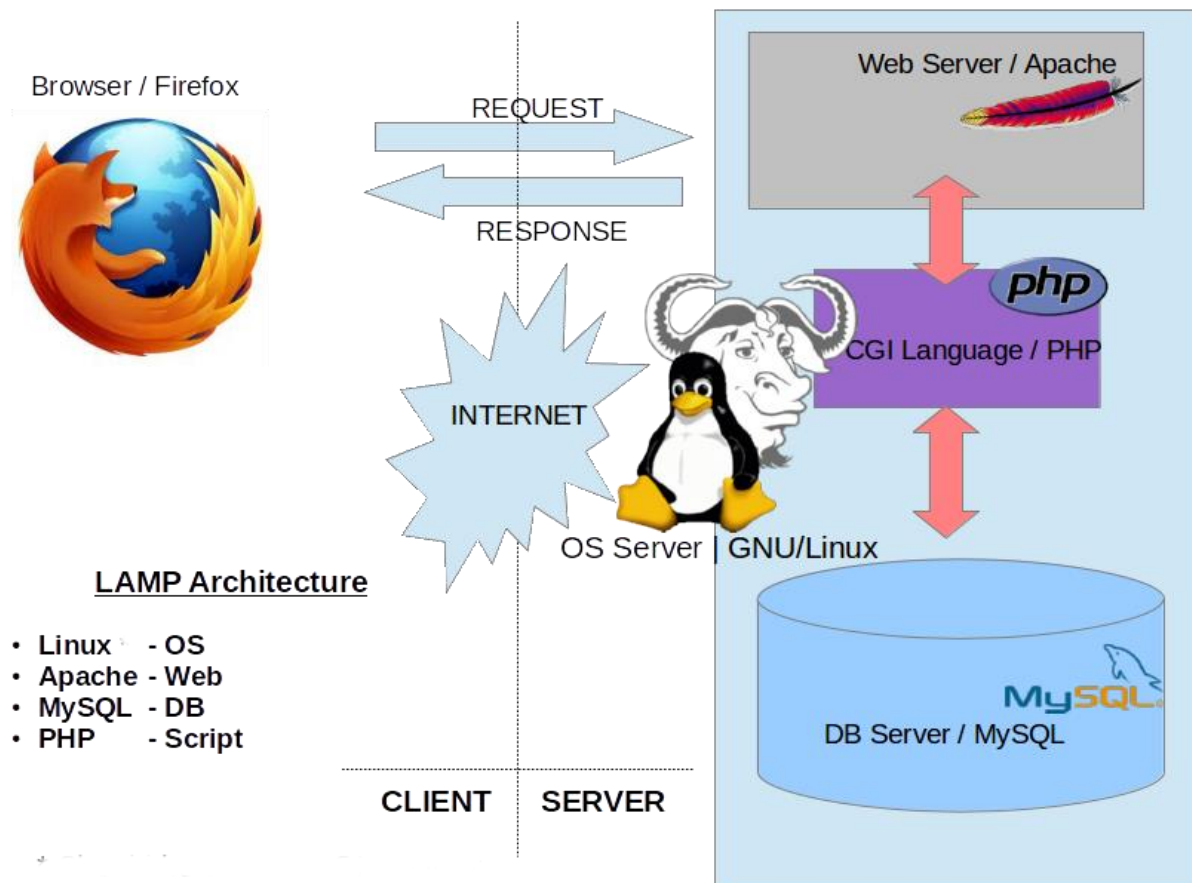 Browser / Firefox
REQUEST
RESPONSE
Web Server / Apache
php
CGI Language / PHP
INTERNET
OS Server | GNU/Linux
MySQL
DB Server / MySQL
LAMP Architecture
• Linux - OS
• Apache - Web
• MySQL - DB
• PHP - Script
CLIENT
SERVER